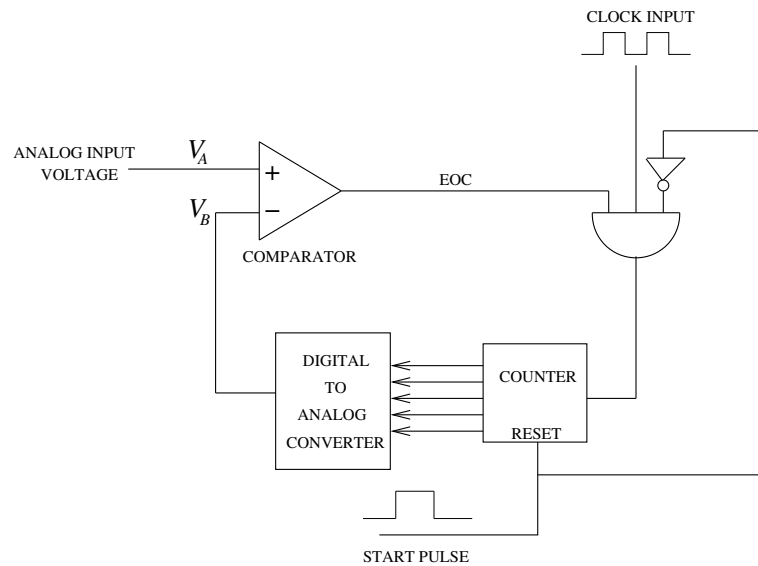 CLOCK INPUT
ANALOG INPUT
VOLTAGE
V_A
+
EOC
V_B
−
COMPARATOR
DIGITAL
TO
ANALOG
CONVERTER
COUNTER
RESET
START PULSE